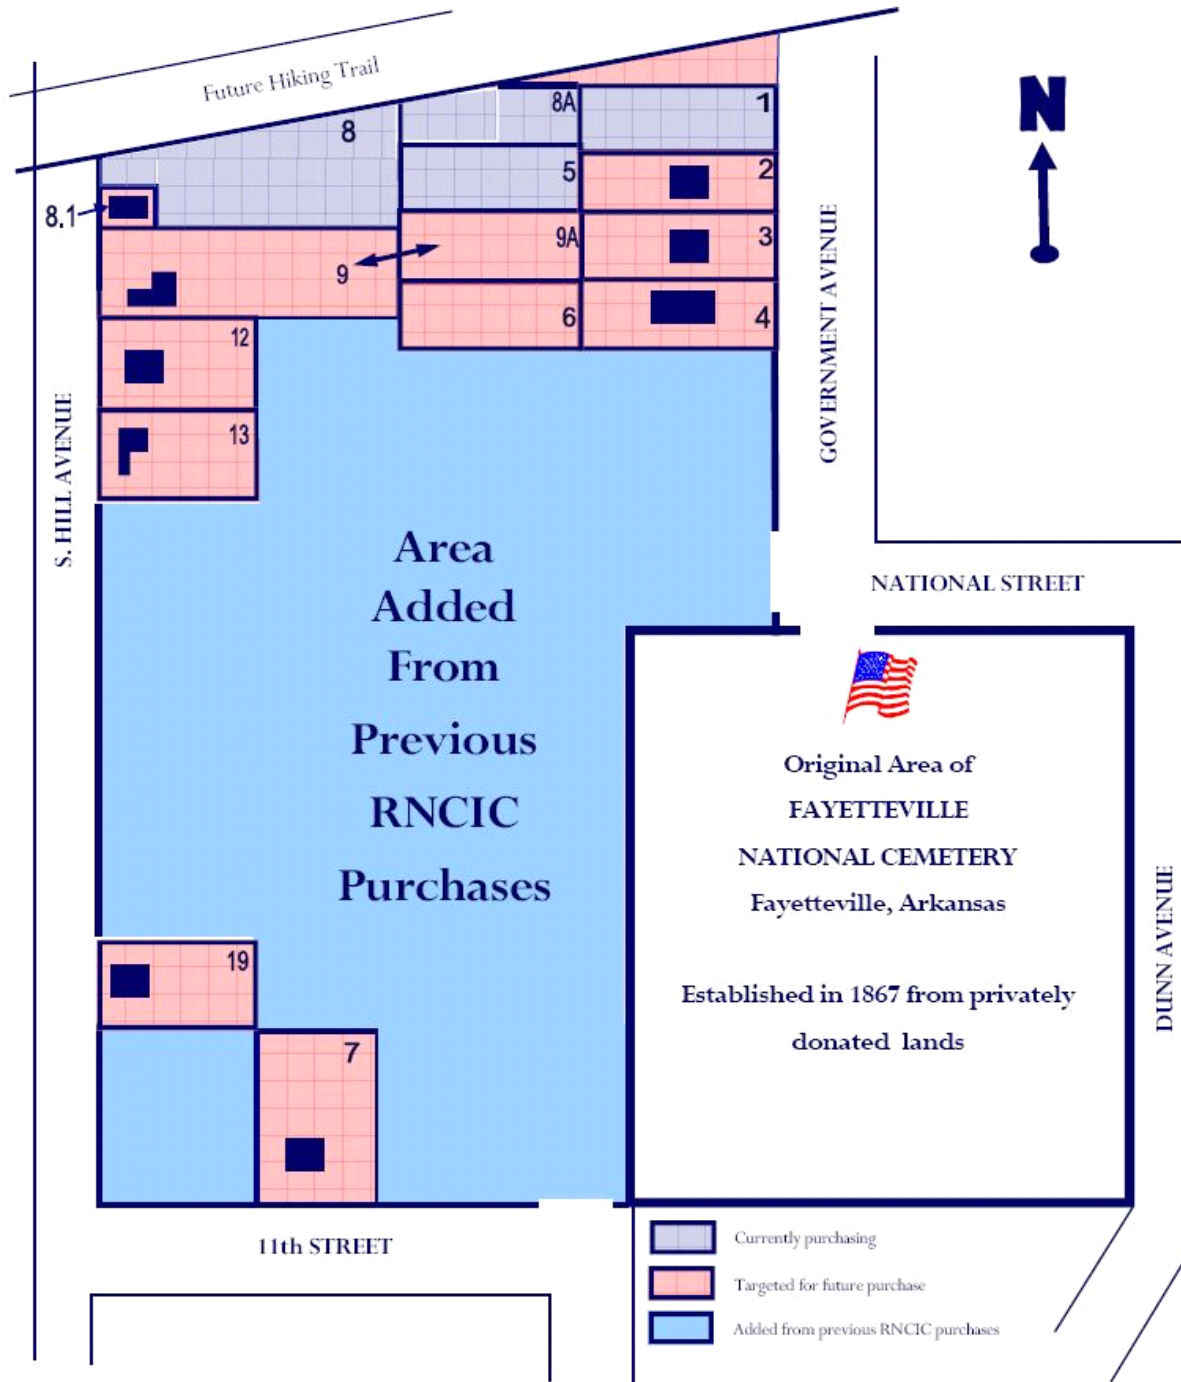 Future Hiking Trail
8
8A
1
N
5
2
8.1
9A
3
9
6
4
12
13
S. HILL AVENUE
GOVERNMENT AVENUE
NATIONAL STREET
Area
Added
From
Previous
RNCIC
Purchases
Original Area of
FAYETTEVILLE
NATIONAL CEMETERY
Fayetteville, Arkansas
Established in 1867 from privately
donated lands
DUNN AVENUE
19
7
11th STREET
Currently purchasing
Targeted for future purchase
Added from previous RNCIC purchases